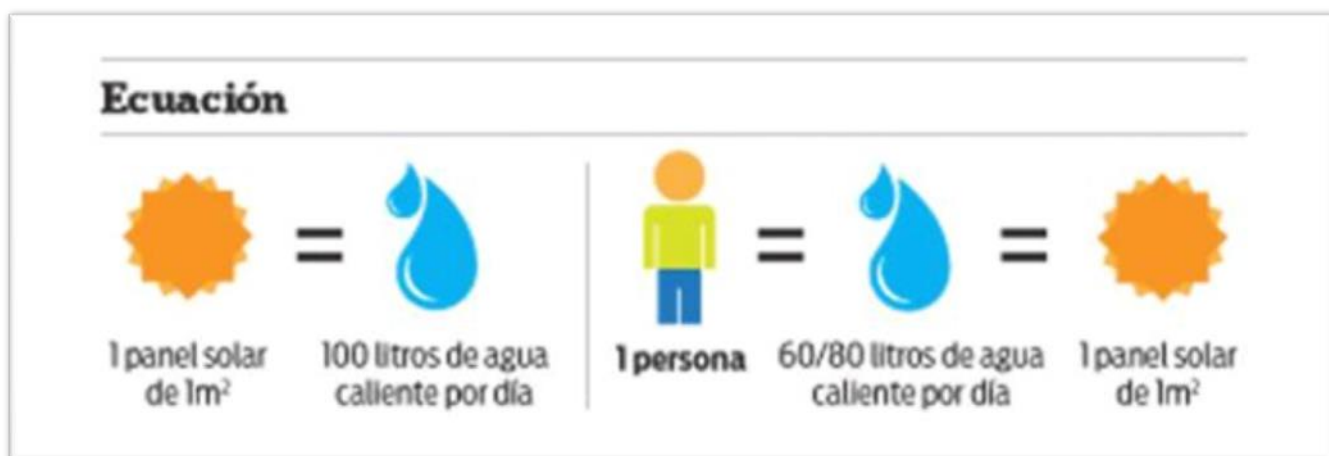 Ecuación
1 panel solar
de 1m²
100 litros de agua
caliente por día
1 persona
60/80 litros de agua
caliente por día
1 panel solar
de 1m²